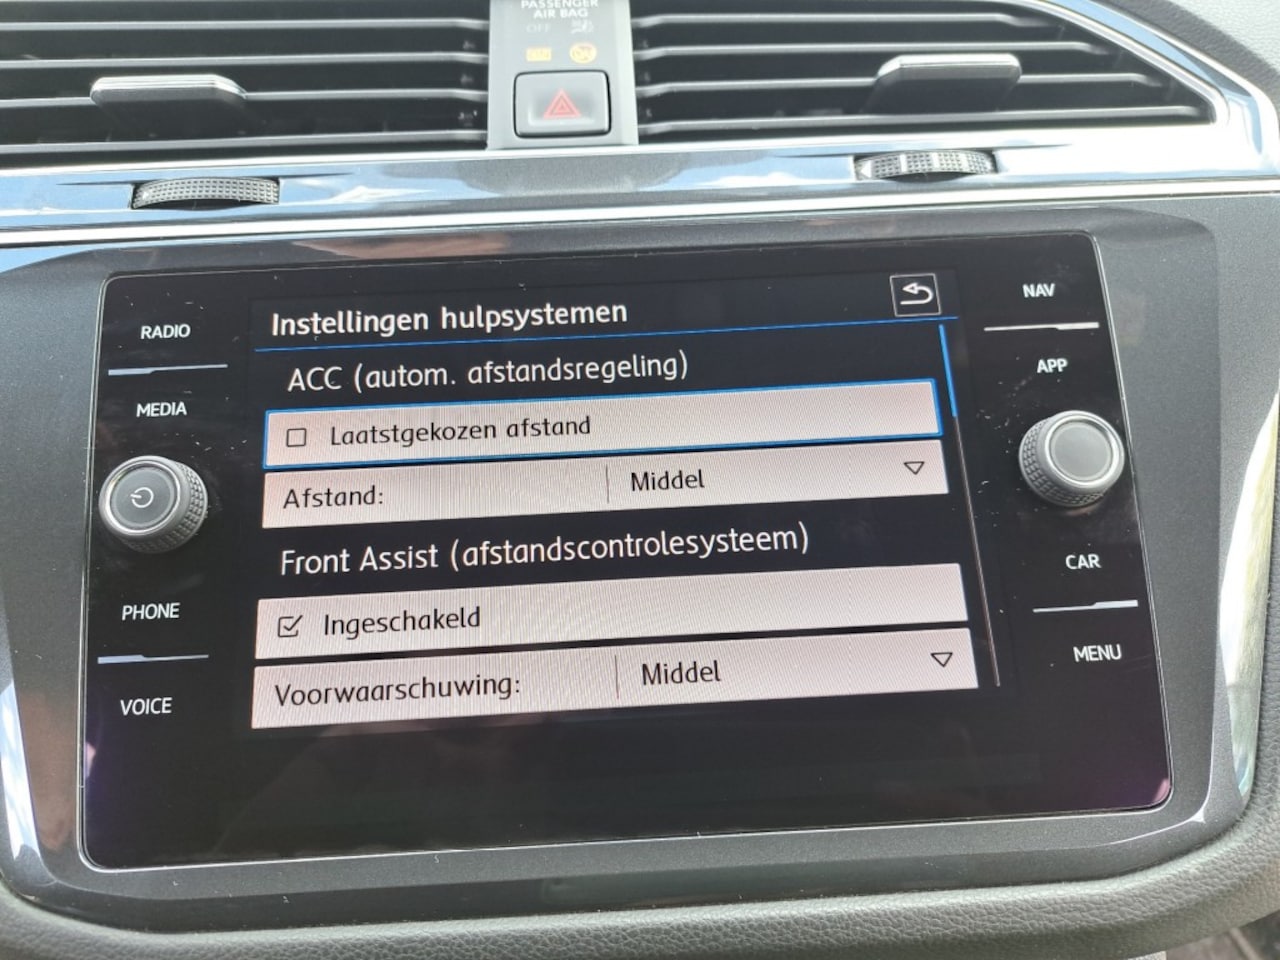 PASSENGER
AIR BAG
OFF
RADIO
MEDIA
PHONE
VOICE
Instellingen hulpsystemen
ACC (autom. afstandsregeling)
Laatstgekozen afstand
Afstand: Middel
Front Assist (afstandscontrolesysteem)
Ingeschakeld
Voorwaarschuwing: Middel
NAV
APP
CAR
MENU